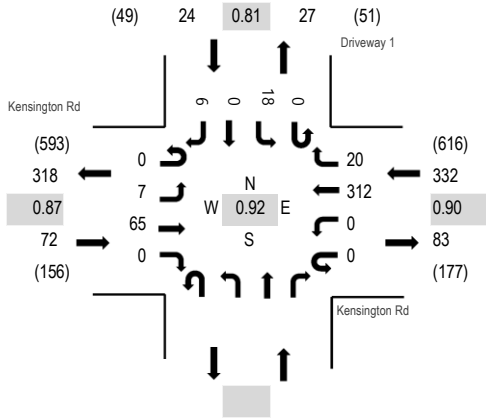 (49) 24 0.81 27 (51)
Driveway 1
Kensington Rd
6 0 18 0
(593) (616)
0 20
318 332
7 N 312
0.87 W 0.92 E 0.90
65 0
72 S 83
0 0
(156) (177)
Kensington Rd